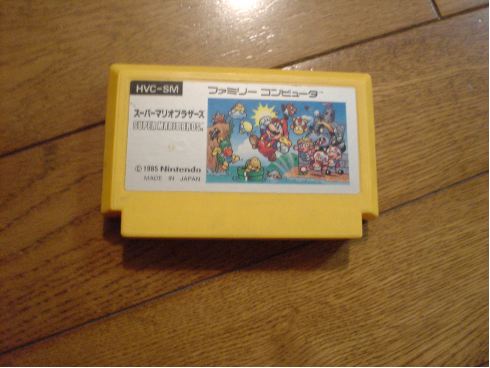 HVC-SM
ファミリー コンピュータ
スーパーマリオブラザーズ
SUPER MARIO BROS.
© 1985 Nintendo
MADE IN JAPAN